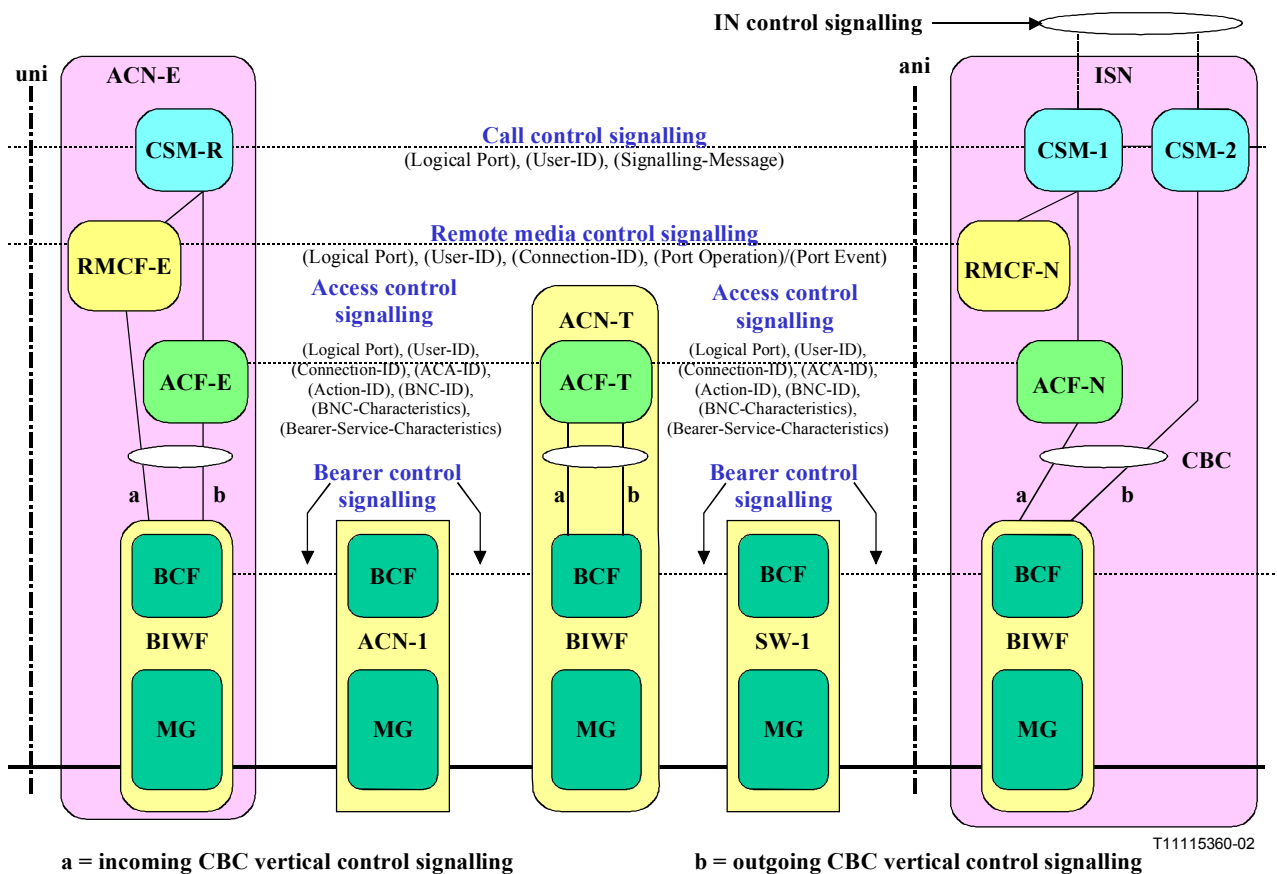 IN control signalling
uni
ACN-E
ani
ISN
CSM-R
Call control signalling
(Logical Port), (User-ID), (Signalling-Message)
CSM-1
CSM-2
RMCF-E
Remote media control signalling
(Logical Port), (User-ID), (Connection-ID), (Port Operation)/(Port Event)
RMCF-N
Access control
signalling
(Logical Port), (User-ID),
(Connection-ID), (ACA-ID),
(Action-ID), (BNC-ID),
(BNC-Characteristics),
(Bearer-Service-Characteristics)
ACN-T
Access control
signalling
(Logical Port), (User-ID),
(Connection-ID), (ACA-ID),
(Action-ID), (BNC-ID),
(BNC-Characteristics),
(Bearer-Service-Characteristics)
ACF-E
ACF-T
ACF-N
CBC
a
b
Bearer control
signalling
a
b
Bearer control
signalling
a
b
BCF
BCF
BCF
BCF
BCF
BIWF
ACN-1
BIWF
SW-1
BIWF
MG
MG
MG
MG
MG
T11115360-02
a = incoming CBC vertical control signalling
b = outgoing CBC vertical control signalling